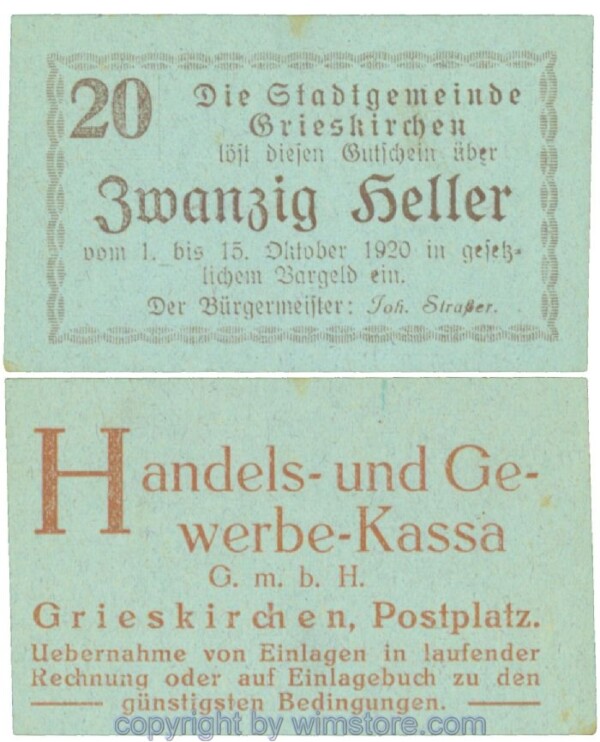 20
Die Stadtgemeinde
Grieskirchen
löst diesen Gutschein über
Zwanzig Heller
vom 1. bis 15. Oktober 1920 in gesetz-
lichem Bargeld ein.
Der Bürgermeister: Joh. Straßer.
Handels- und Ge-
werbe-Kassa
G. m. b. H.
Grieskirchen, Postplatz.
Uebernahme von Einlagen in laufender
Rechnung oder auf Einlagebuch zu den
günstigsten Bedingungen.
copyright by wimstore.com